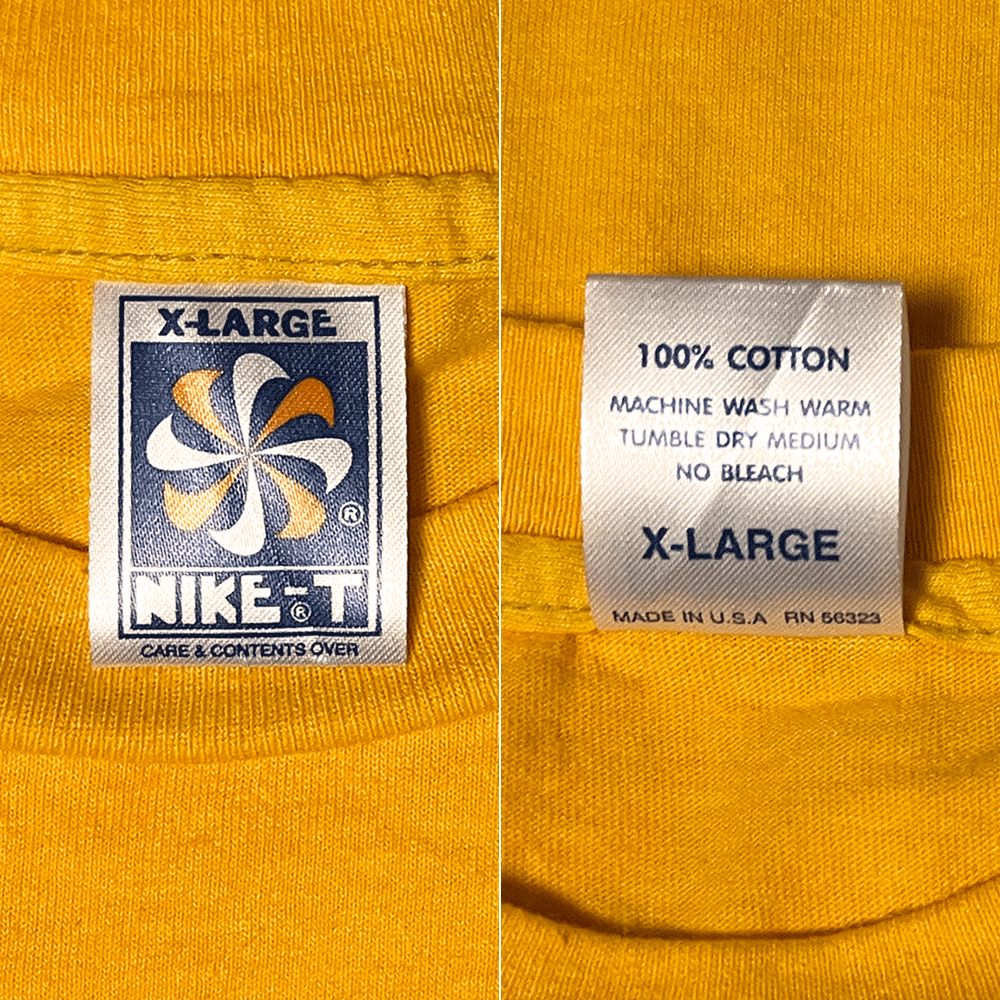 X-LARGE
®
NIKE-T
®
CARE & CONTENTS OVER
100% COTTON
MACHINE WASH WARM
TUMBLE DRY MEDIUM
NO BLEACH
X-LARGE
MADE IN U.S.A RN 56323